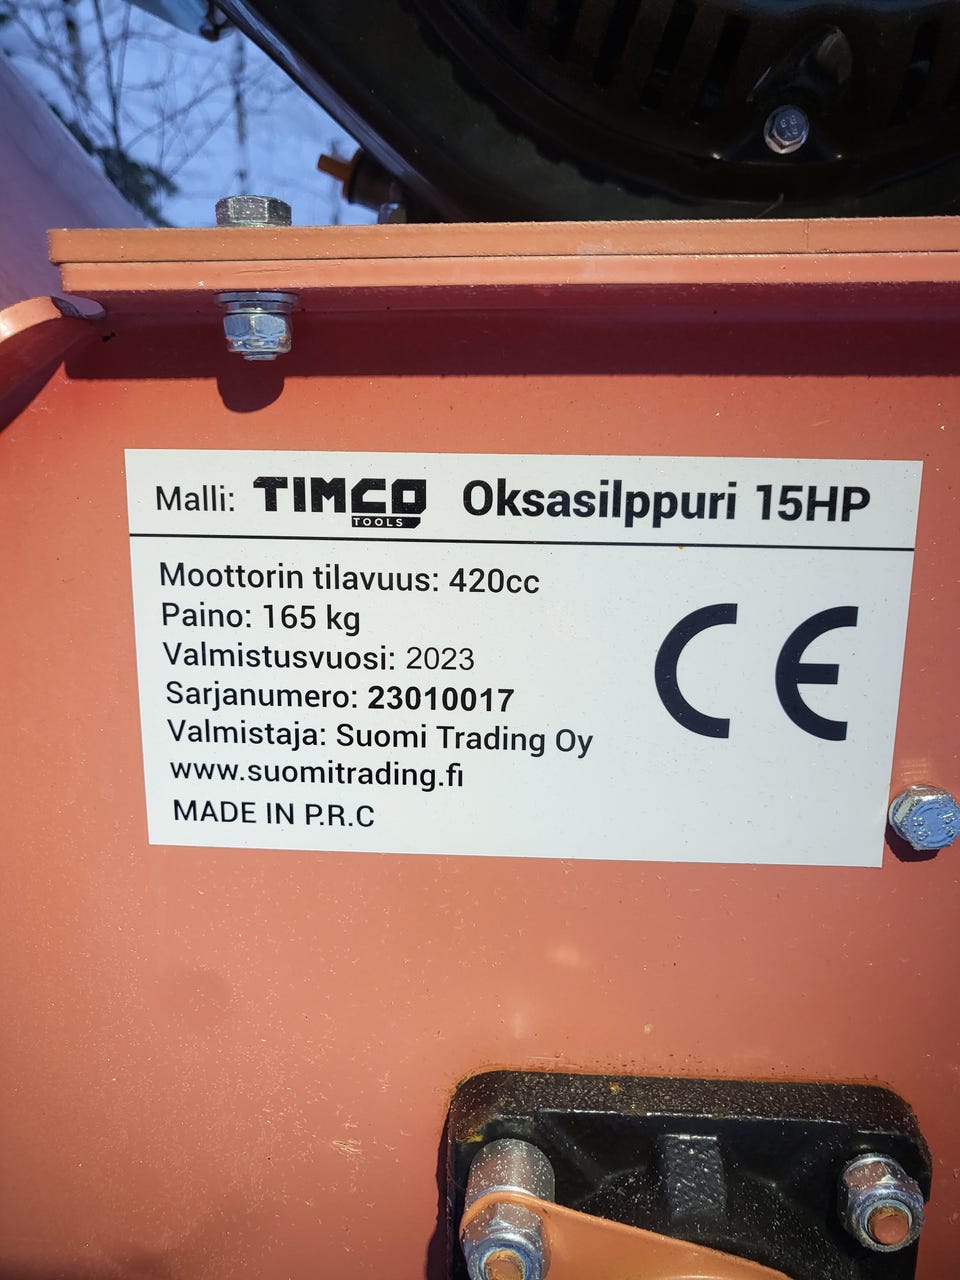 Malli: TIMCO TOOLS Oksasilppuri 15HP
Moottorin tilavuus: 420cc
Paino: 165 kg
Valmistusvuosi: 2023
Sarjanumero: 23010017
Valmistaja: Suomi Trading Oy
www.suomitrading.fi
MADE IN P.R.C
CE